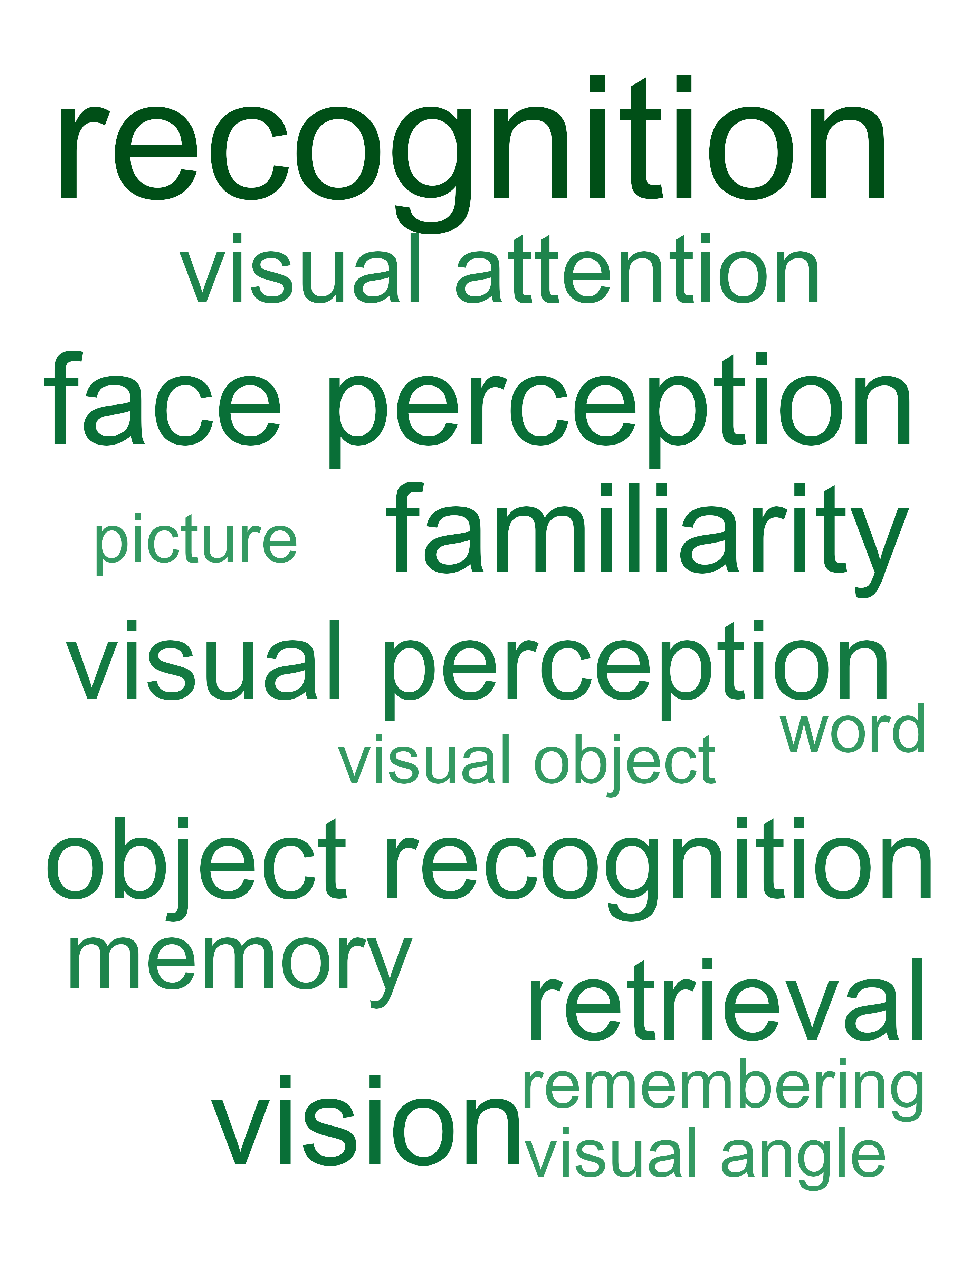 recognition
visual attention
face perception
familiarity
picture
visual perception
word
visual object
object recognition
memory
retrieval
remembering
vision
visual angle